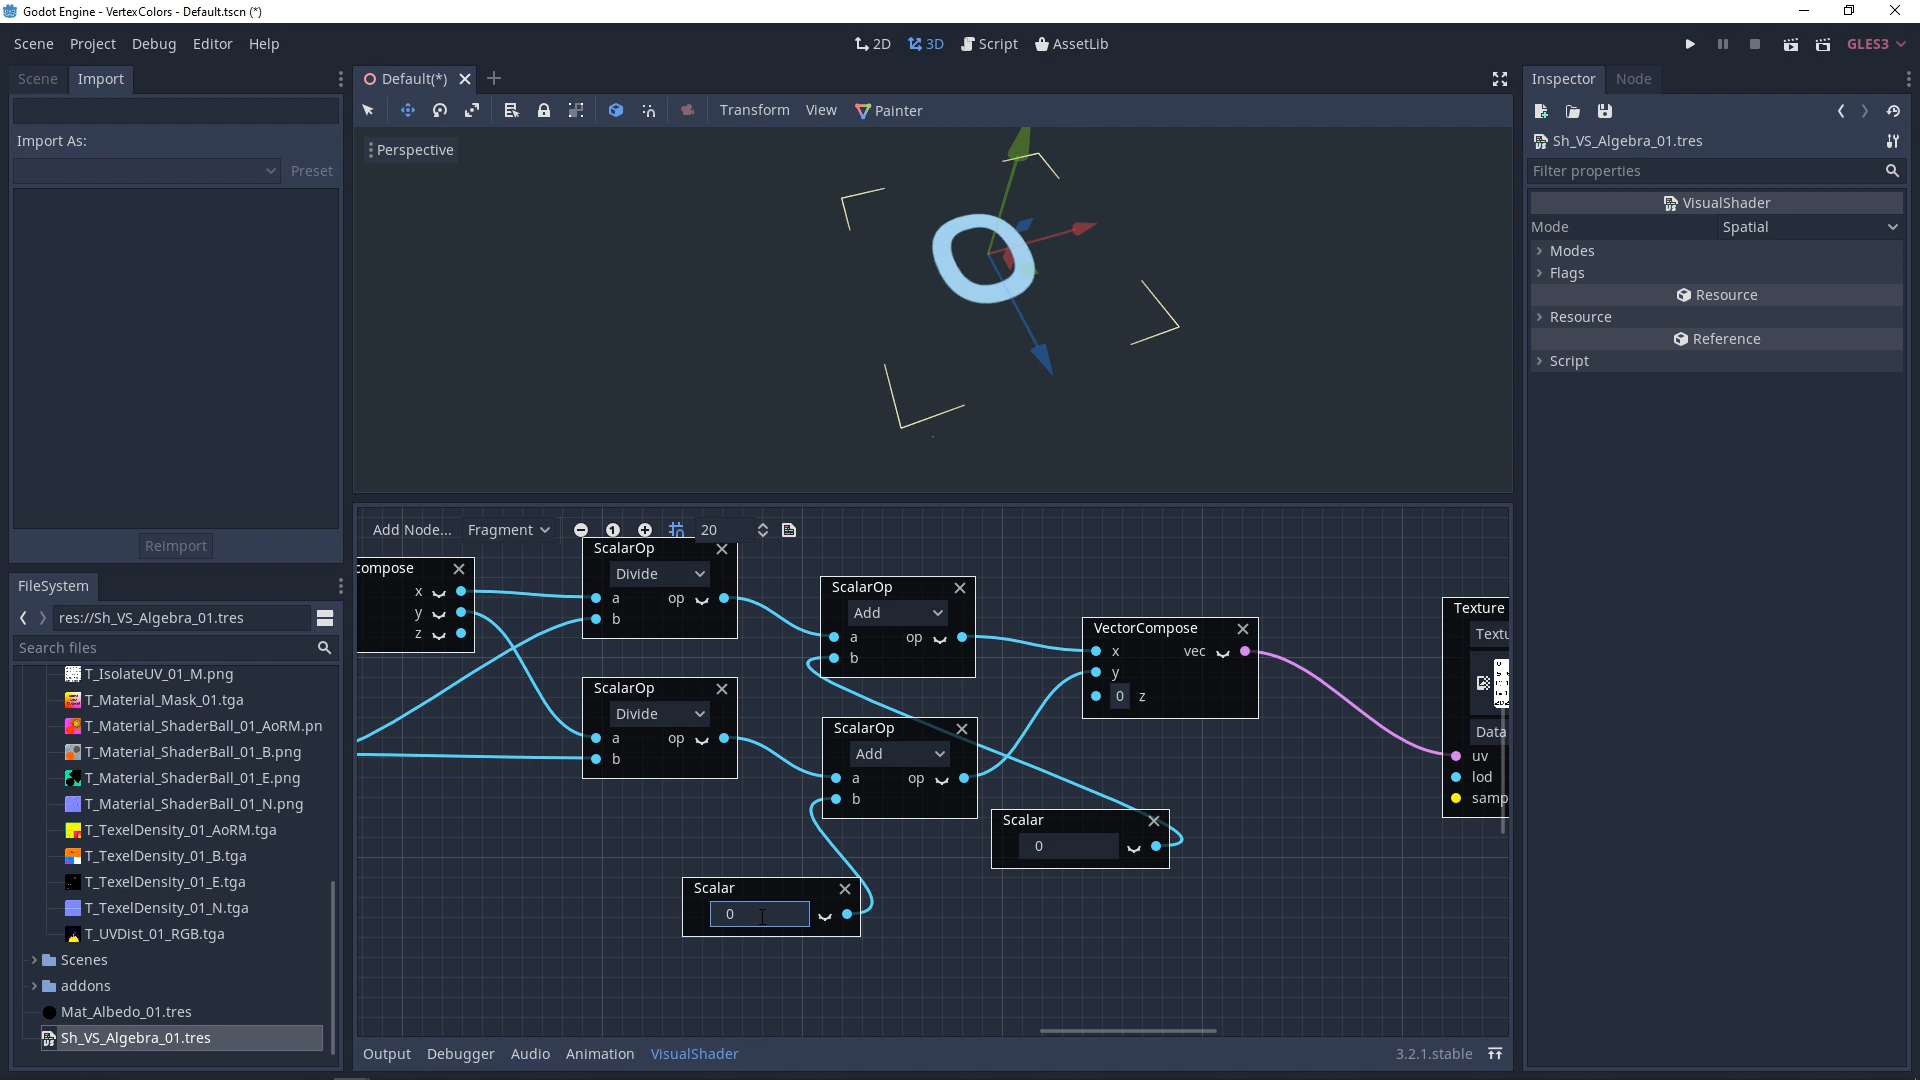 Godot Engine - VertexColors - Default.tscn (*)
Scene Project Debug Editor Help
2D 3D Script AssetLib
GLES3
Scene Import
Import As:
Preset
Reimport
Default(*)
Transform View Painter
Perspective
Inspector Node
Sh_VS_Algebra_01.tres
Filter properties
VisualShader
Mode Spatial
Modes
Flags
Resource
Resource
Reference
Script
FileSystem
res://Sh_VS_Algebra_01.tres
Search files
T_IsolateUV_01_M.png
T_Material_Mask_01.tga
T_Material_ShaderBall_01_AoRM.pn
T_Material_ShaderBall_01_B.png
T_Material_ShaderBall_01_E.png
T_Material_ShaderBall_01_N.png
T_TexelDensity_01_AoRM.tga
T_TexelDensity_01_B.tga
T_TexelDensity_01_E.tga
T_TexelDensity_01_N.tga
T_UVDist_01_RGB.tga
Scenes
addons
Mat_Albedo_01.tres
Sh_VS_Algebra_01.tres
Add Node... Fragment 1 20
compose
x
y
z
ScalarOp
Divide
a op
b
ScalarOp
Divide
a op
b
ScalarOp
Add
a op
b
ScalarOp
Add
a op
b
VectorCompose
x vec
y
0 z
Scalar
0
Scalar
0
Texture
Textu
Data
uv
lod
samp
Output Debugger Audio Animation VisualShader
3.2.1.stable